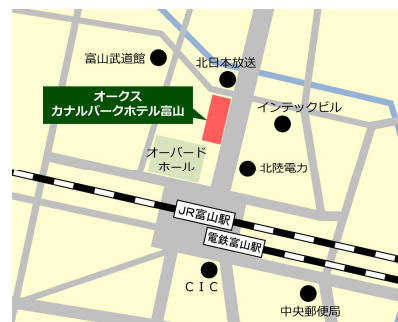 北日本放送
富山武道館
オークス
カナルパークホテル富山
インテックビル
オーバード
ホール
北陸電力
JR富山駅
電鉄富山駅
CIC
中央郵便局